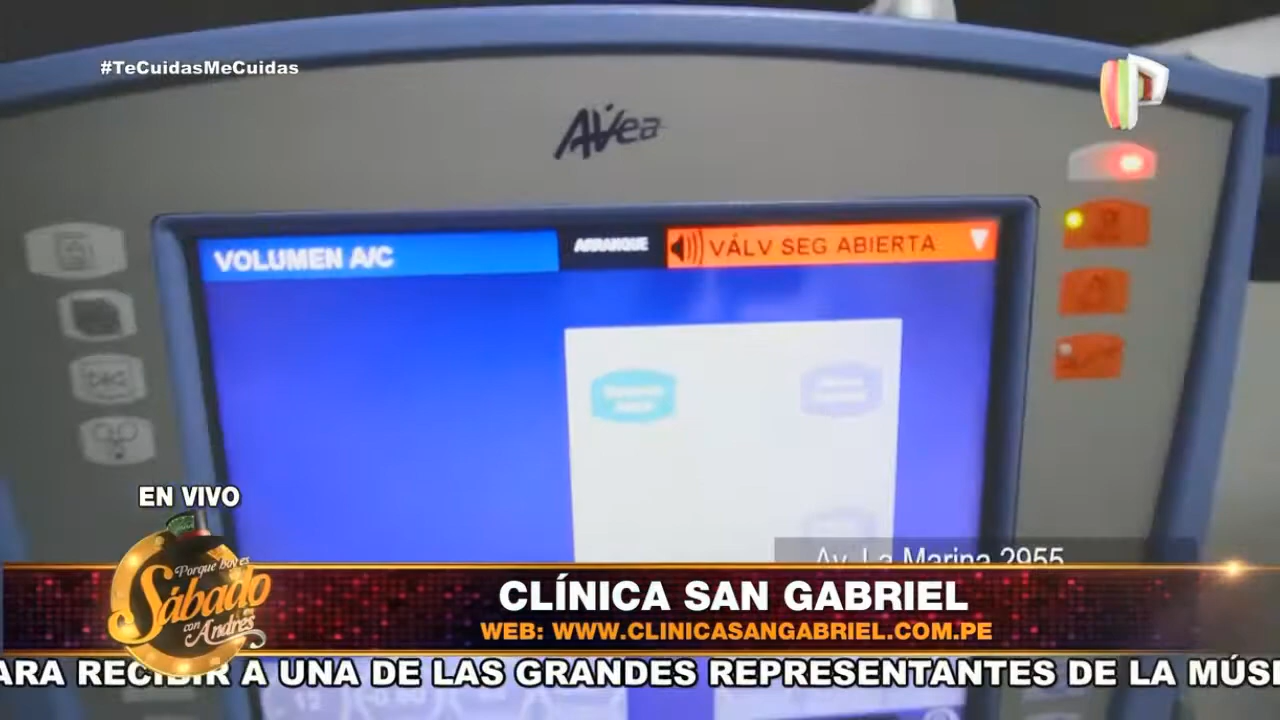 #TeCuidasMeCuidas
AVea
VOLUMEN A/C
ARRANQUE
VÁLV SEG ABIERTA
EN VIVO
Porque hoy es
Sábado
con Andrés
Av. La Marina 2955
CLÍNICA SAN GABRIEL
WEB: WWW.CLINICASANGABRIEL.COM.PE
ARA RECIBIR A UNA DE LAS GRANDES REPRESENTANTES DE LA MÚSI